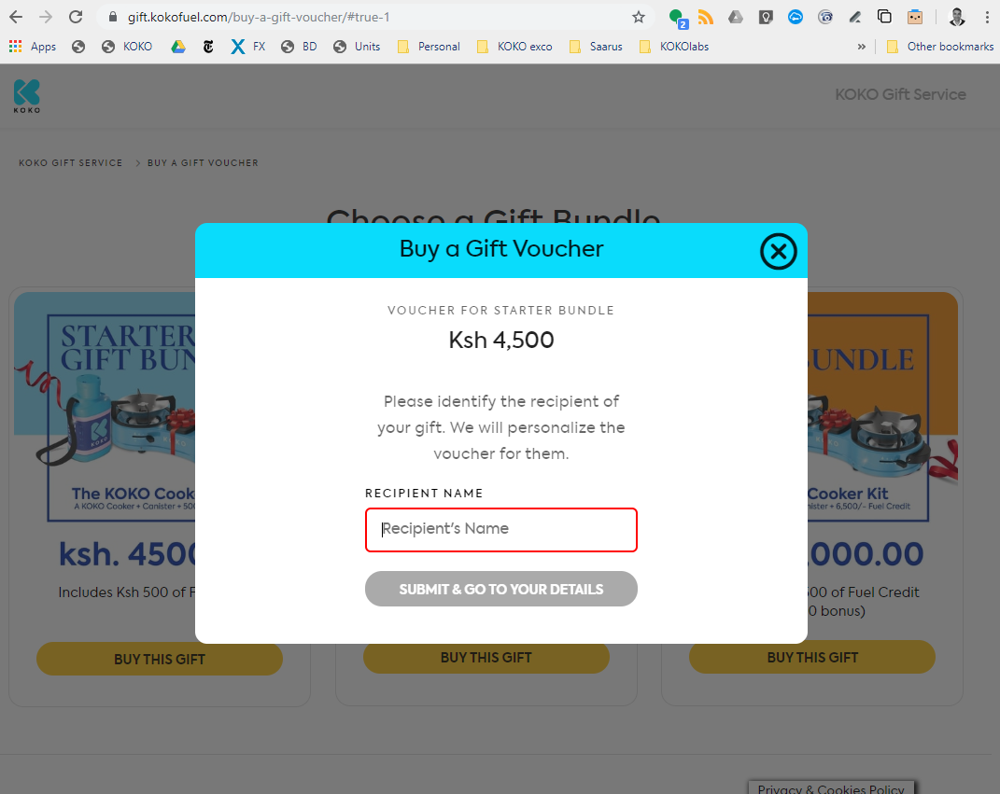 gift.kokofuel.com/buy-a-gift-voucher/#true-1
2
Apps
KOKO
FX
BD
Units
Personal
KOKO exco
Saarus
KOKOlabs
»
Other bookmarks
KOKO
KOKO Gift Service
KOKO GIFT SERVICE > BUY A GIFT VOUCHER
Choose a Gift Bundle
Buy a Gift Voucher
VOUCHER FOR STARTER BUNDLE
Ksh 4,500
Please identify the recipient of
your gift. We will personalize the
voucher for them.
RECIPIENT NAME
Recipient's Name
SUBMIT & GO TO YOUR DETAILS
STARTER
GIFT BUN
KOKO
The KOKO Cook
A KOKO Cooker + Canister + 500
ksh. 4500
Includes Ksh 500 of F
BUY THIS GIFT
BUY THIS GIFT
BUNDLE
Cooker Kit
nister + 6,500/- Fuel Credit
000.00
500 of Fuel Credit
0 bonus)
BUY THIS GIFT
Privacy & Cookies Policy